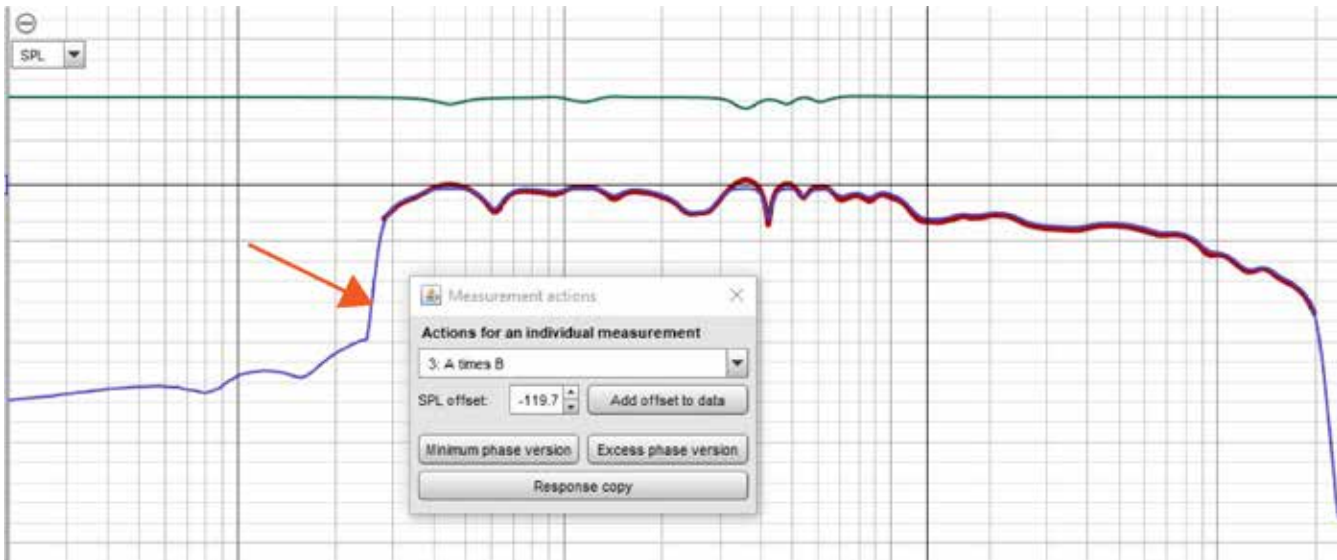 SPL
Measurement actions
Actions for an individual measurement
3: A times B
SPL offset: -119.7 Add offset to data
Minimum phase version Excess phase version
Response copy